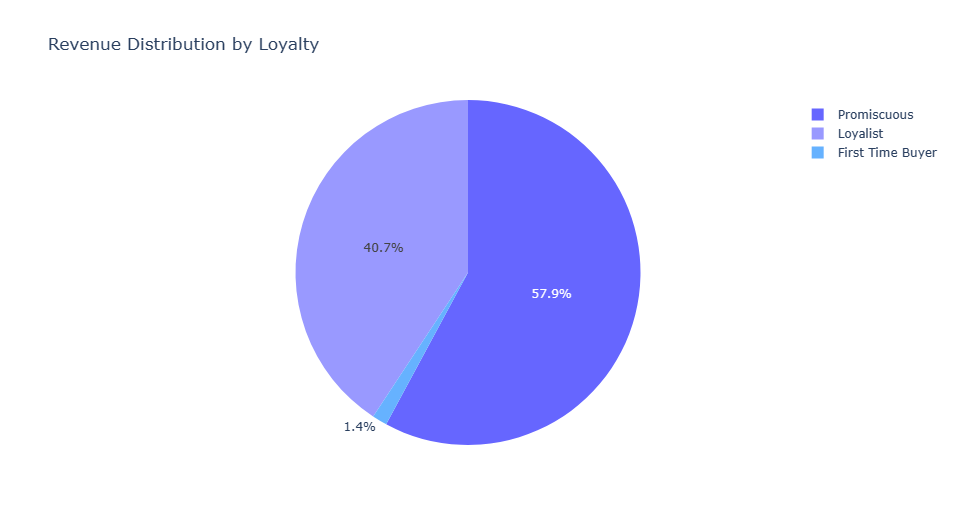 Revenue Distribution by Loyalty
Promiscuous
Loyalist
First Time Buyer
40.7%
57.9%
1.4%